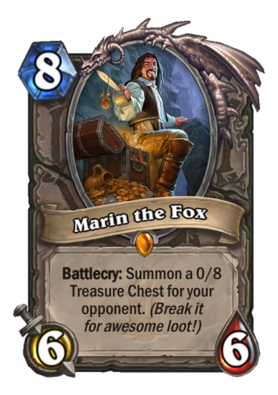 8
Marin the Fox
Battlecry: Summon a 0/8
Treasure Chest for your
opponent. (Break it
for awesome loot!)
6 6